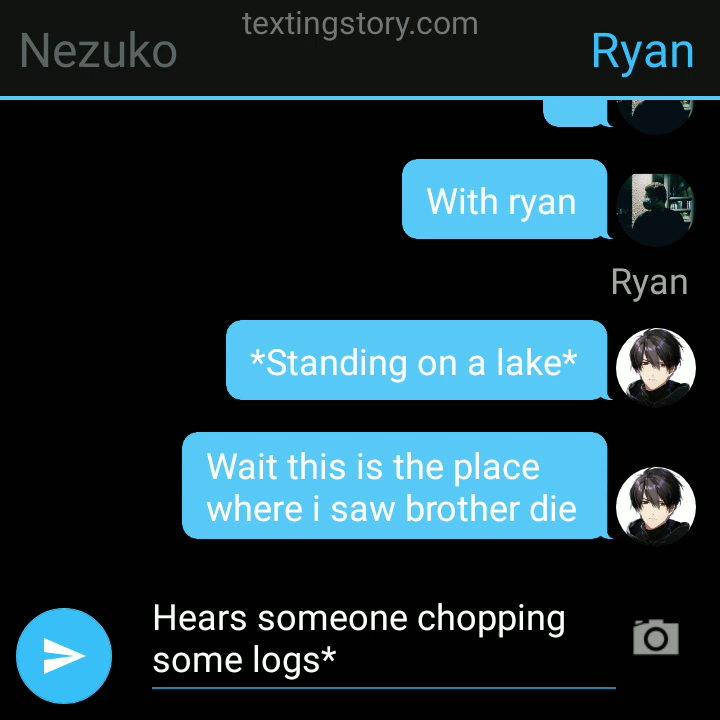 textingstory.com
Nezuko
Ryan
With ryan
Ryan
*Standing on a lake*
Wait this is the place
where i saw brother die
Hears someone chopping
some logs*